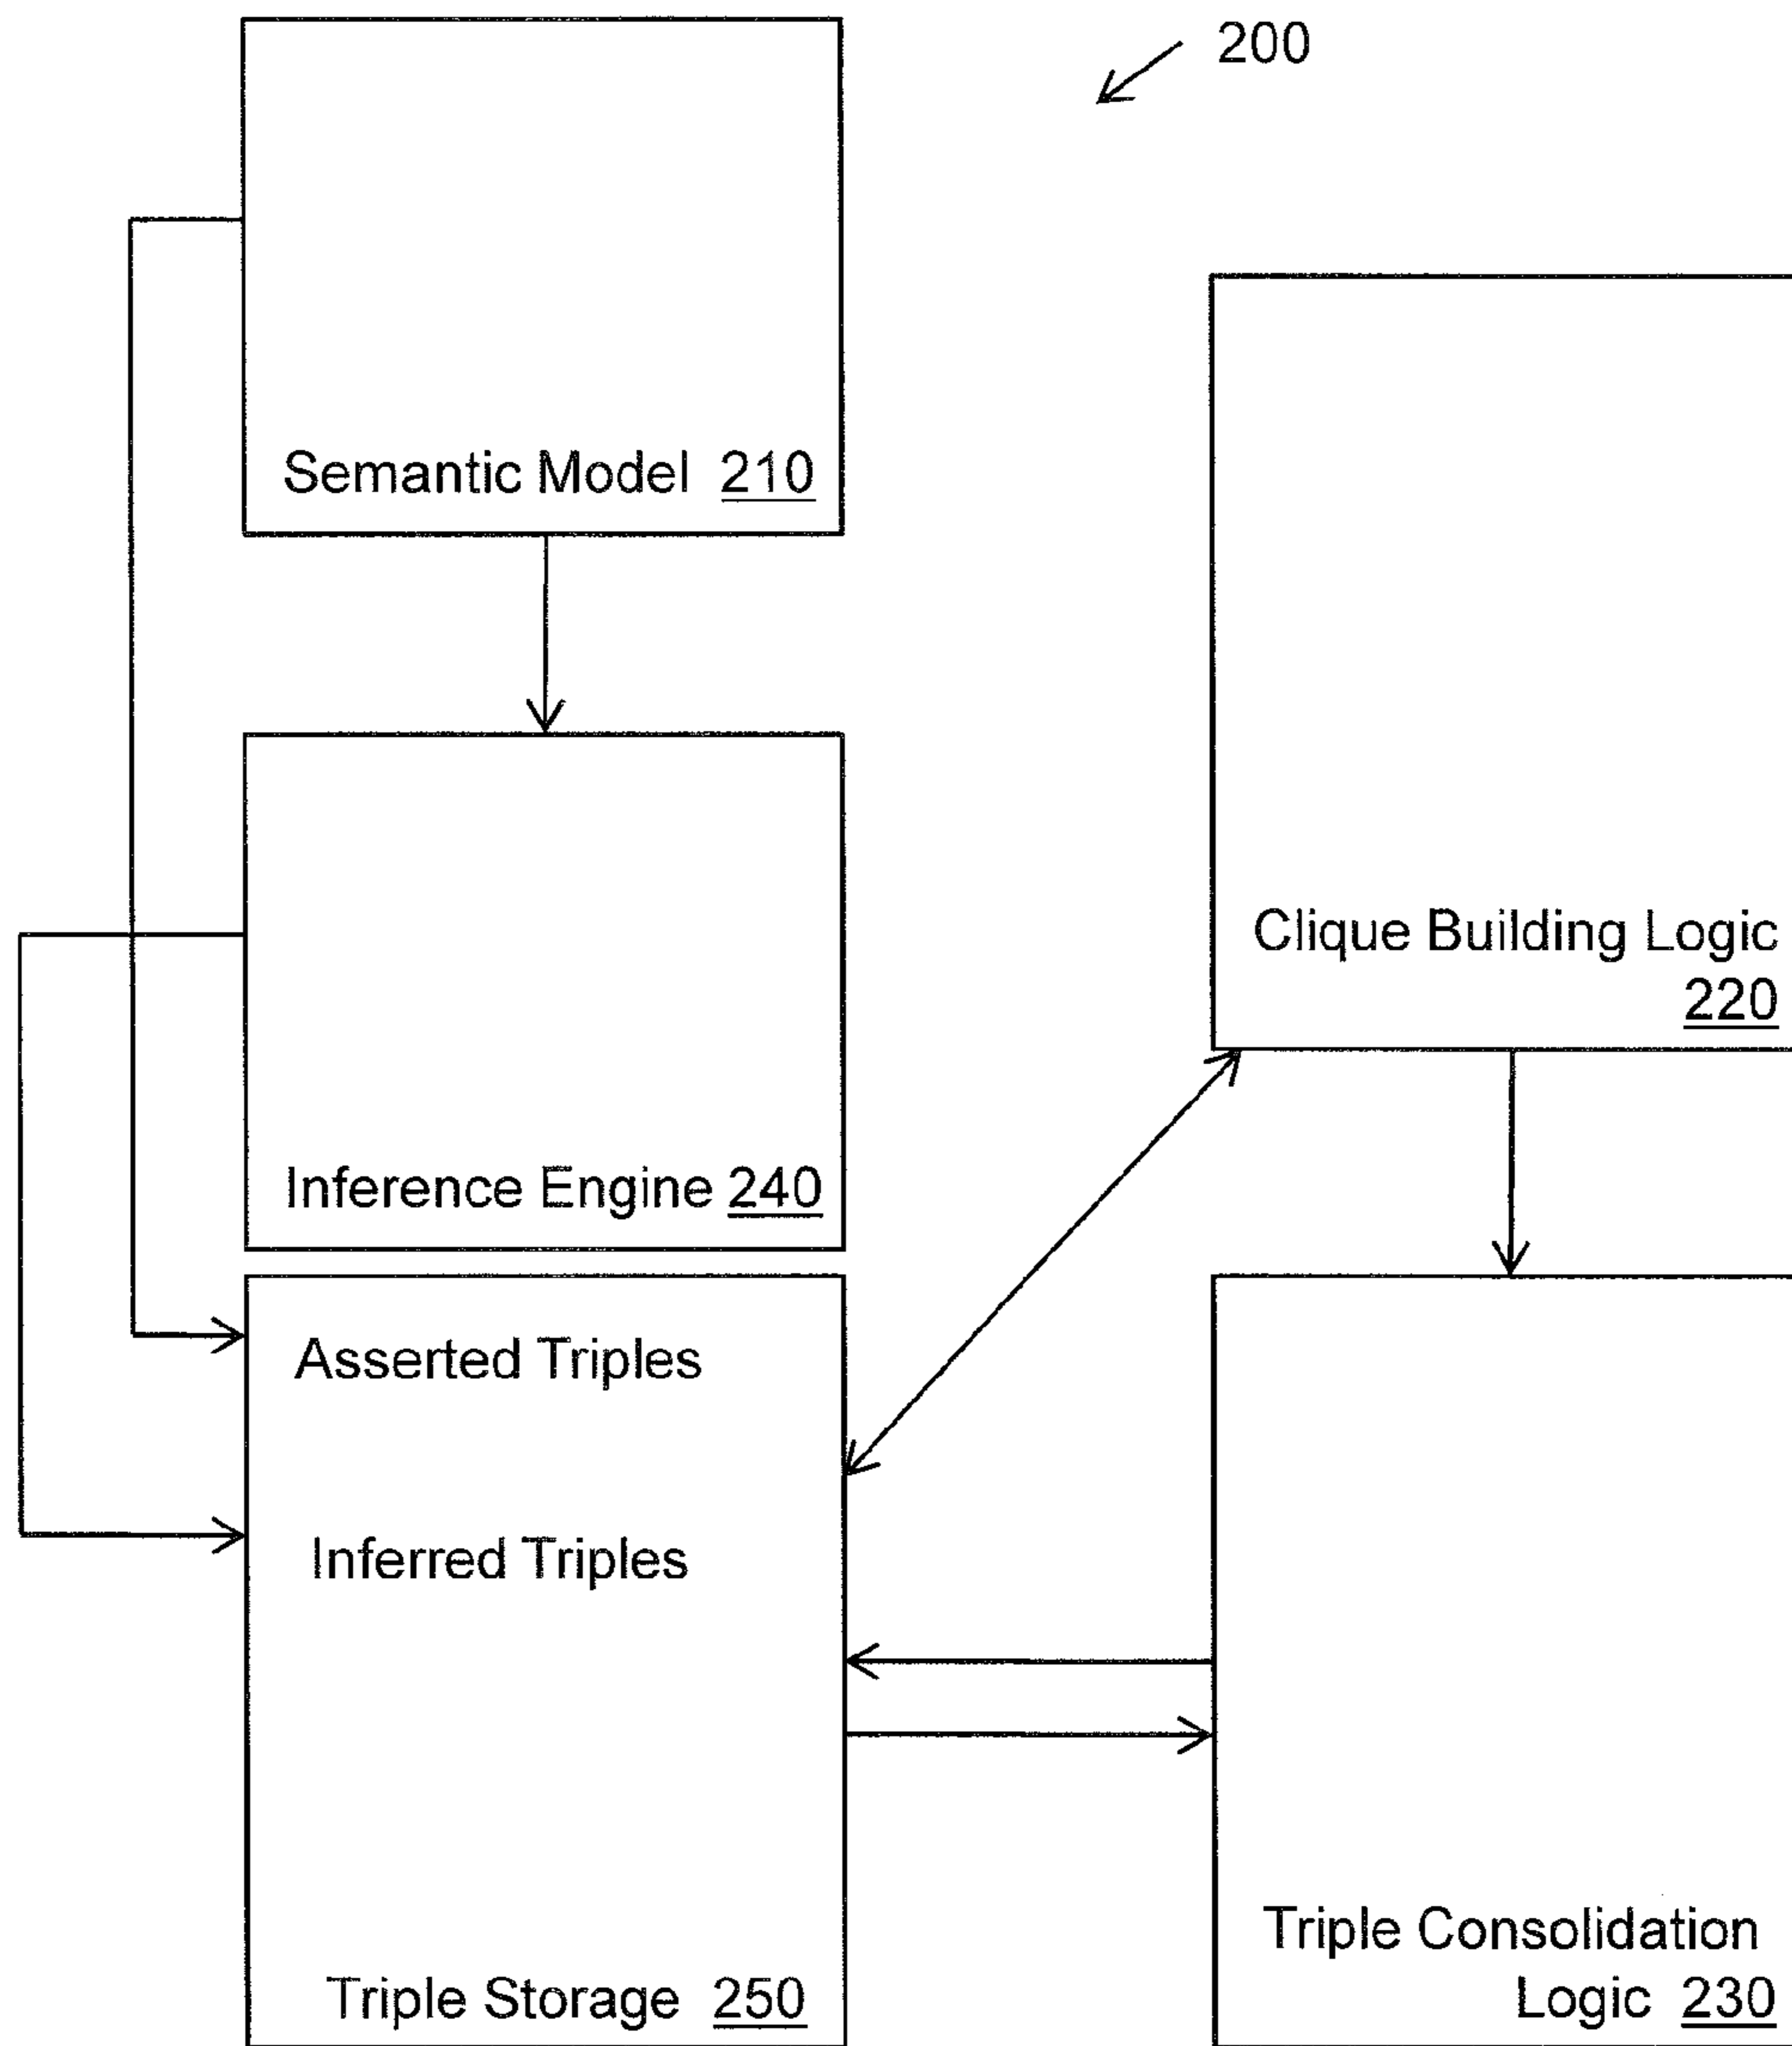 200
Semantic Model 210
Clique Building Logic
220
Inference Engine 240
Asserted Triples
Inferred Triples
Triple Storage 250
Triple Consolidation
Logic 230